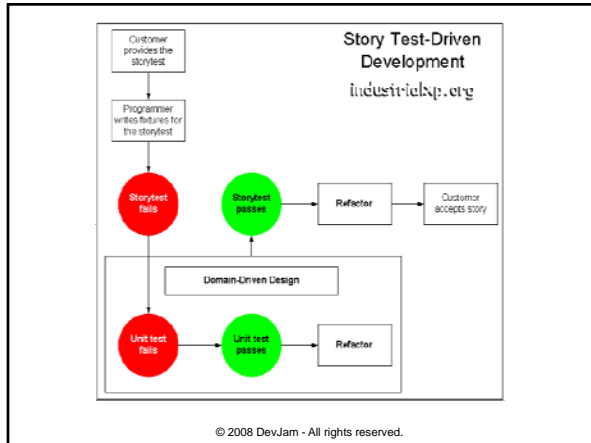 Customer
provides the
storytest
Story Test-Driven
Development
industrialxp.org
Programmer
writes fixtures for
the storytest
Storytest
fails
Storytest
passes
Refactor
Customer
accepts story
Domain-Driven Design
Unit test
fails
Unit test
passes
Refactor
© 2008 DevJam - All rights reserved.